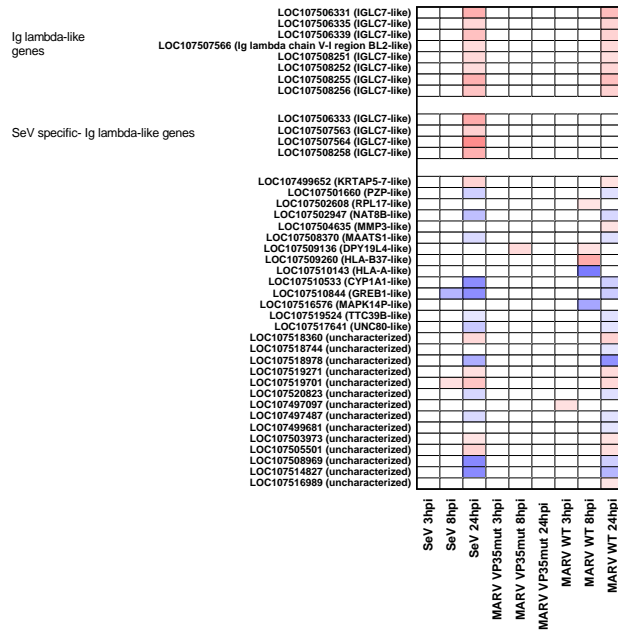 Ig lambda-like
genes
LOC107506331 (IGLC7-like)
LOC107506335 (IGLC7-like)
LOC107506339 (IGLC7-like)
LOC107507566 (Ig lambda chain V-I region BL2-like)
LOC107508251 (IGLC7-like)
LOC107508252 (IGLC7-like)
LOC107508255 (IGLC7-like)
LOC107508256 (IGLC7-like)
SeV specific- Ig lambda-like genes
LOC107506333 (IGLC7-like)
LOC107507563 (IGLC7-like)
LOC107507564 (IGLC7-like)
LOC107508258 (IGLC7-like)
LOC107499652 (KRTAP5-7-like)
LOC107501660 (PZP-like)
LOC107502608 (RPL17-like)
LOC107502947 (NAT8B-like)
LOC107504635 (MMP3-like)
LOC107508370 (MAATS1-like)
LOC107509136 (DPY19L4-like)
LOC107509260 (HLA-B37-like)
LOC107510143 (HLA-A-like)
LOC107510533 (CYP1A1-like)
LOC107510844 (GREB1-like)
LOC107516576 (MAPK14P-like)
LOC107519524 (TTC39B-like)
LOC107517641 (UNC80-like)
LOC107518360 (uncharacterized)
LOC107518744 (uncharacterized)
LOC107518978 (uncharacterized)
LOC107519271 (uncharacterized)
LOC107519701 (uncharacterized)
LOC107520823 (uncharacterized)
LOC107497097 (uncharacterized)
LOC107497487 (uncharacterized)
LOC107499681 (uncharacterized)
LOC107503973 (uncharacterized)
LOC107505501 (uncharacterized)
LOC107508969 (uncharacterized)
LOC107514827 (uncharacterized)
LOC107516989 (uncharacterized)
SeV 3hpi
SeV 8hpi
SeV 24hpi
MARV VP35mut 3hpi
MARV VP35mut 8hpi
MARV VP35mut 24hpi
MARV WT 3hpi
MARV WT 8hpi
MARV WT 24hpi